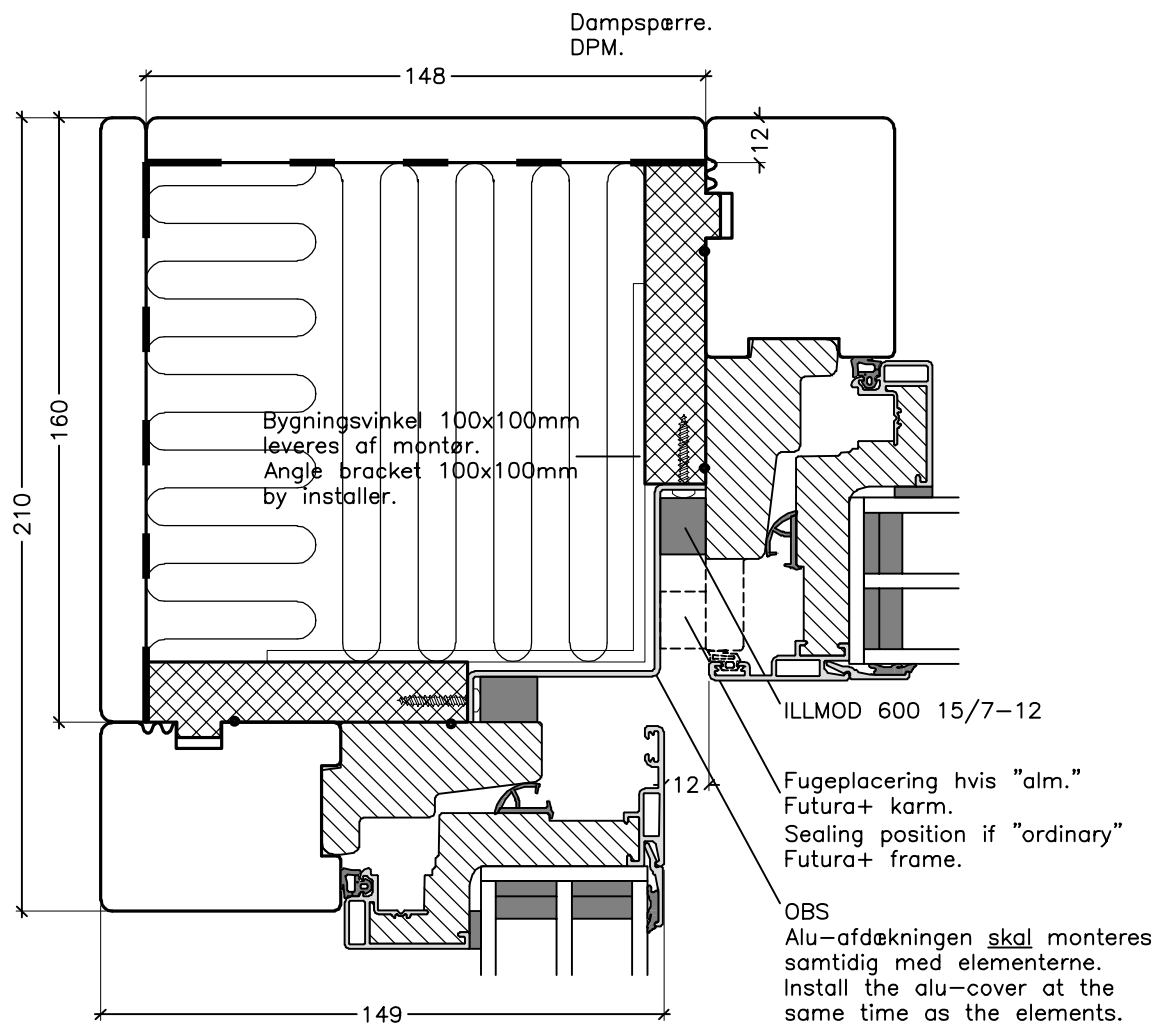 Dampspærre.
DPM.
148
12
160
210
Bygningsvinkel 100x100mm
leveres af montør.
Angle bracket 100x100mm
by installer.
ILLMOD 600 15/7-12
12
Fugeplacering hvis "alm."
Futura+ karm.
Sealing position if "ordinary"
Futura+ frame.
OBS
Alu-afdækningen skal monteres
samtidig med elementerne.
Install the alu-cover at the
same time as the elements.
149